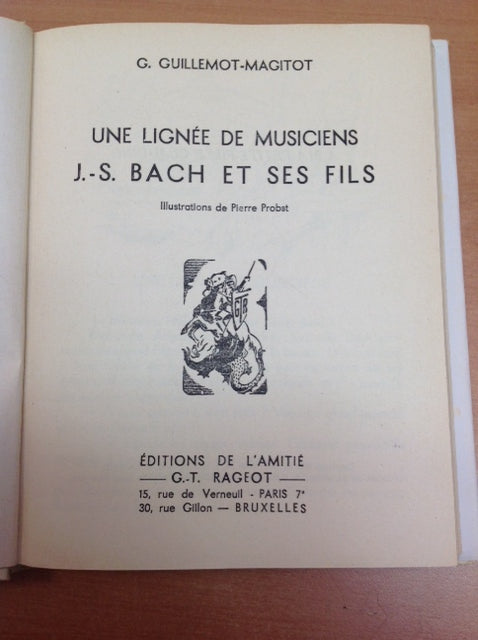 G. GUILLEMOT-MAGITOT
UNE LIGNÉE DE MUSICIENS
J.-S. BACH ET SES FILS
Illustrations de Pierre Probst
GTR
ÉDITIONS DE L'AMITIÉ
— G.-T. RAGEOT —
15, rue de Verneuil - PARIS 7e
30, rue Gillon — BRUXELLES